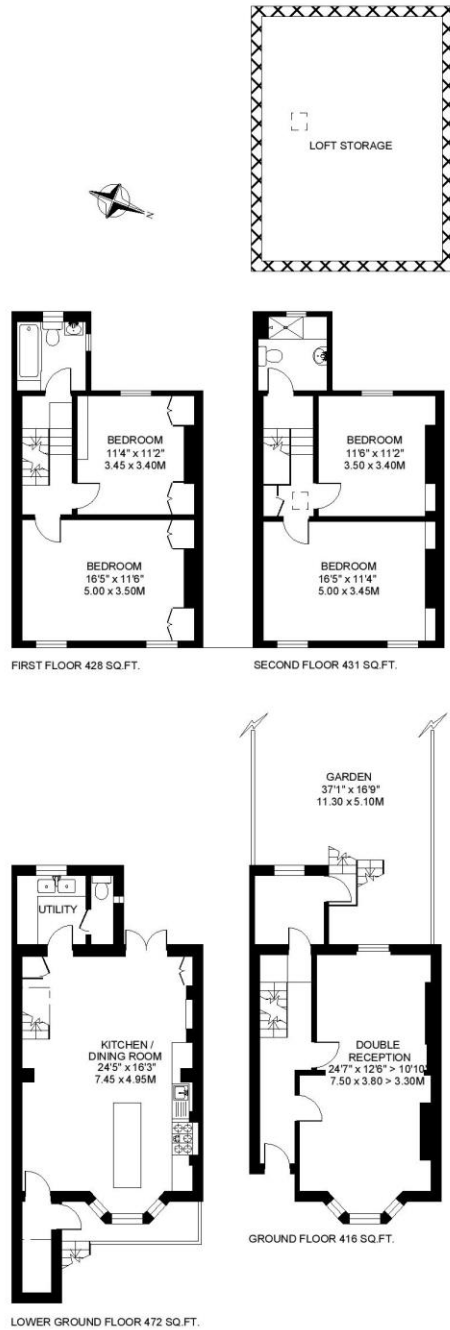 LOFT STORAGE
N
BEDROOM
11'4" x 11'2"
3.45 x 3.40M
BEDROOM
16'5" x 11'6"
5.00 x 3.50M
FIRST FLOOR 428 SQ.FT.
BEDROOM
11'6" x 11'2"
3.50 x 3.40M
BEDROOM
16'5" x 11'4"
5.00 x 3.45M
SECOND FLOOR 431 SQ.FT.
GARDEN
37'1" x 16'9"
11.30 x 5.10M
UTILITY
KITCHEN /
DINING ROOM
24'5" x 16'3"
7.45 x 4.95M
LOWER GROUND FLOOR 472 SQ.FT.
DOUBLE
RECEPTION
24'7" x 12'6" > 10'10"
7.50 x 3.80 > 3.30M
GROUND FLOOR 416 SQ.FT.